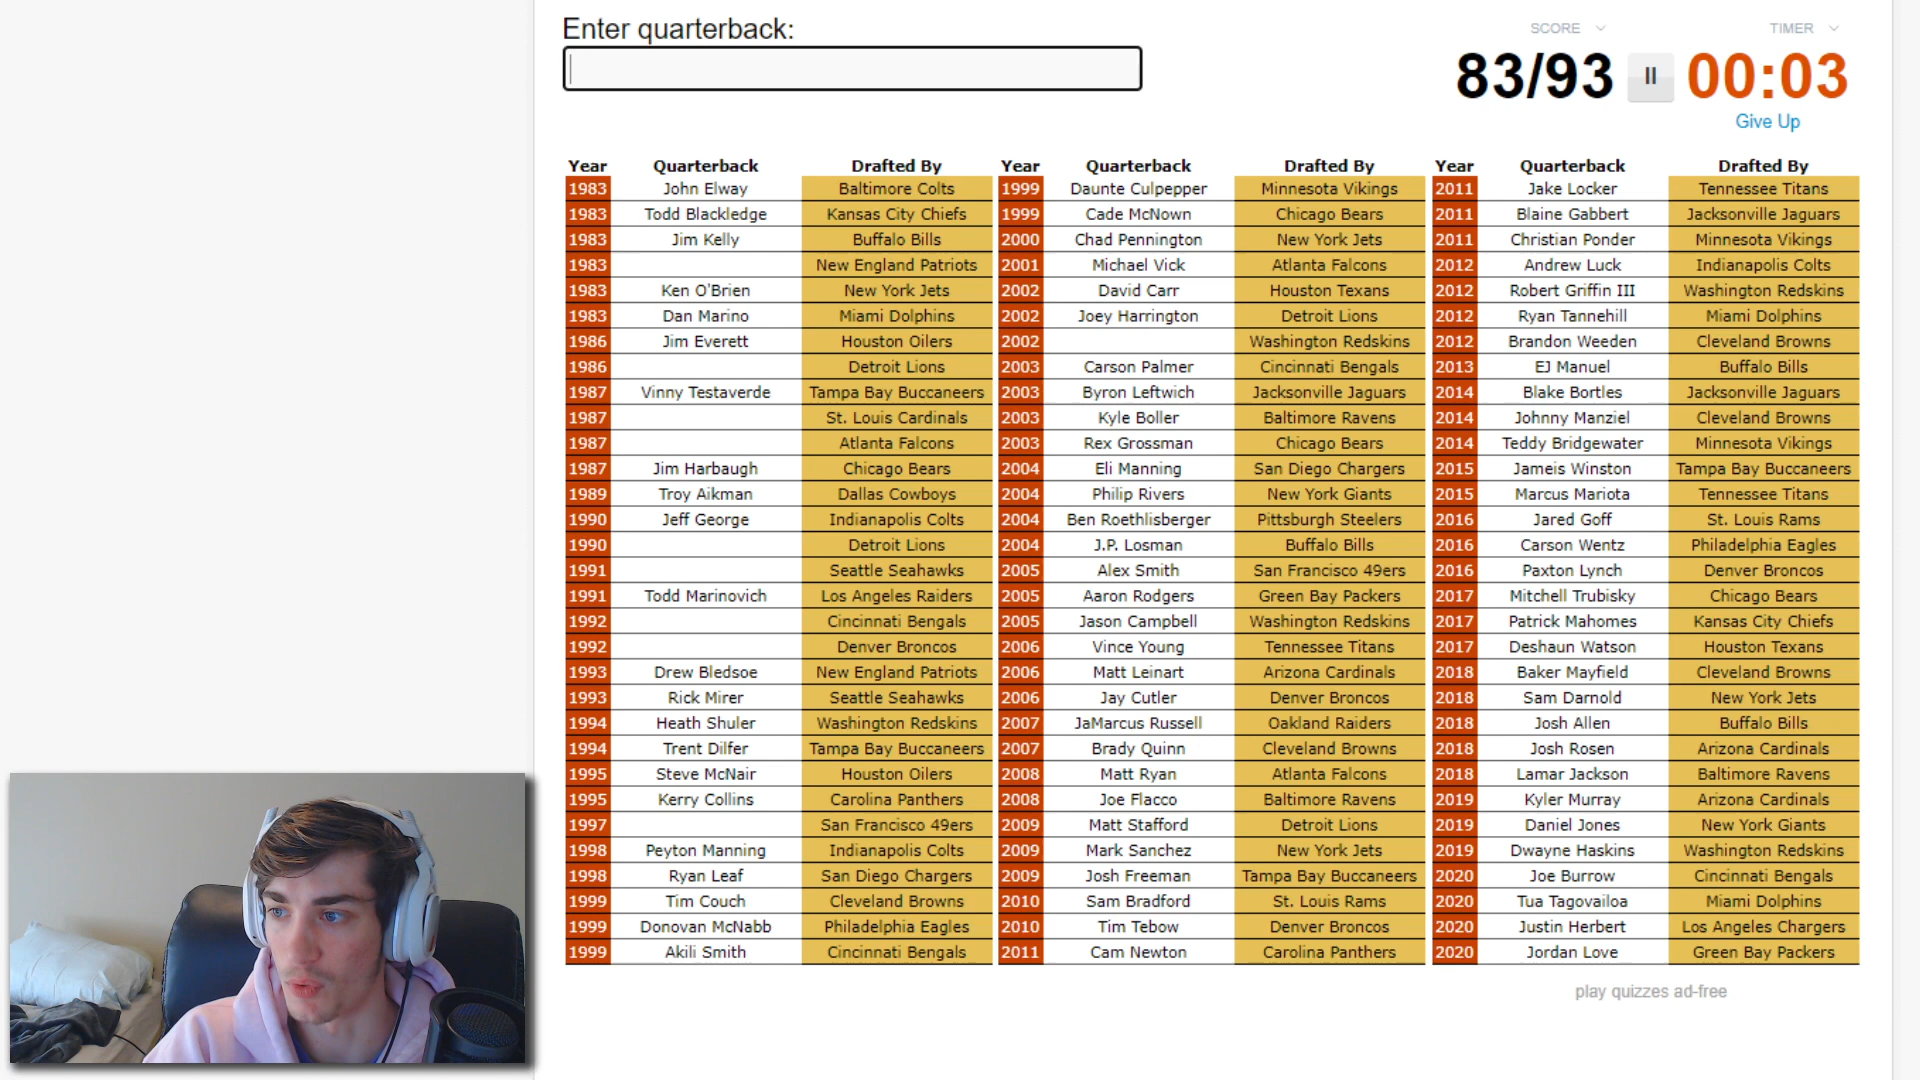 Enter quarterback:
SCORE
TIMER
83/93
00:03
Give Up
Year Quarterback Drafted By Year Quarterback Drafted By Year Quarterback Drafted By
1983 John Elway Baltimore Colts 1999 Daunte Culpepper Minnesota Vikings 2011 Jake Locker Tennessee Titans
1983 Todd Blackledge Kansas City Chiefs 1999 Cade McNown Chicago Bears 2011 Blaine Gabbert Jacksonville Jaguars
1983 Jim Kelly Buffalo Bills 2000 Chad Pennington New York Jets 2011 Christian Ponder Minnesota Vikings
1983 New England Patriots 2001 Michael Vick Atlanta Falcons 2012 Andrew Luck Indianapolis Colts
1983 Ken O'Brien New York Jets 2002 David Carr Houston Texans 2012 Robert Griffin III Washington Redskins
1983 Dan Marino Miami Dolphins 2002 Joey Harrington Detroit Lions 2012 Ryan Tannehill Miami Dolphins
1986 Jim Everett Houston Oilers 2002 Washington Redskins 2012 Brandon Weeden Cleveland Browns
1986 Detroit Lions 2003 Carson Palmer Cincinnati Bengals 2013 EJ Manuel Buffalo Bills
1987 Vinny Testaverde Tampa Bay Buccaneers 2003 Byron Leftwich Jacksonville Jaguars 2014 Blake Bortles Jacksonville Jaguars
1987 St. Louis Cardinals 2003 Kyle Boller Baltimore Ravens 2014 Johnny Manziel Cleveland Browns
1987 Atlanta Falcons 2003 Rex Grossman Chicago Bears 2014 Teddy Bridgewater Minnesota Vikings
1987 Jim Harbaugh Chicago Bears 2004 Eli Manning San Diego Chargers 2015 Jameis Winston Tampa Bay Buccaneers
1989 Troy Aikman Dallas Cowboys 2004 Philip Rivers New York Giants 2015 Marcus Mariota Tennessee Titans
1990 Jeff George Indianapolis Colts 2004 Ben Roethlisberger Pittsburgh Steelers 2016 Jared Goff St. Louis Rams
1990 Detroit Lions 2004 J.P. Losman Buffalo Bills 2016 Carson Wentz Philadelphia Eagles
1991 Seattle Seahawks 2005 Alex Smith San Francisco 49ers 2016 Paxton Lynch Denver Broncos
1991 Todd Marinovich Los Angeles Raiders 2005 Aaron Rodgers Green Bay Packers 2017 Mitchell Trubisky Chicago Bears
1992 Cincinnati Bengals 2005 Jason Campbell Washington Redskins 2017 Patrick Mahomes Kansas City Chiefs
1992 Denver Broncos 2006 Vince Young Tennessee Titans 2017 Deshaun Watson Houston Texans
1993 Drew Bledsoe New England Patriots 2006 Matt Leinart Arizona Cardinals 2018 Baker Mayfield Cleveland Browns
1993 Rick Mirer Seattle Seahawks 2006 Jay Cutler Denver Broncos 2018 Sam Darnold New York Jets
1994 Heath Shuler Washington Redskins 2007 JaMarcus Russell Oakland Raiders 2018 Josh Allen Buffalo Bills
1994 Trent Dilfer Tampa Bay Buccaneers 2007 Brady Quinn Cleveland Browns 2018 Josh Rosen Arizona Cardinals
1995 Steve McNair Houston Oilers 2008 Matt Ryan Atlanta Falcons 2018 Lamar Jackson Baltimore Ravens
1995 Kerry Collins Carolina Panthers 2008 Joe Flacco Baltimore Ravens 2019 Kyler Murray Arizona Cardinals
1997 San Francisco 49ers 2009 Matt Stafford Detroit Lions 2019 Daniel Jones New York Giants
1998 Peyton Manning Indianapolis Colts 2009 Mark Sanchez New York Jets 2019 Dwayne Haskins Washington Redskins
1998 Ryan Leaf San Diego Chargers 2009 Josh Freeman Tampa Bay Buccaneers 2020 Joe Burrow Cincinnati Bengals
1999 Tim Couch Cleveland Browns 2010 Sam Bradford St. Louis Rams 2020 Tua Tagovailoa Miami Dolphins
1999 Donovan McNabb Philadelphia Eagles 2010 Tim Tebow Denver Broncos 2020 Justin Herbert Los Angeles Chargers
1999 Akili Smith Cincinnati Bengals 2011 Cam Newton Carolina Panthers 2020 Jordan Love Green Bay Packers
play quizzes ad-free